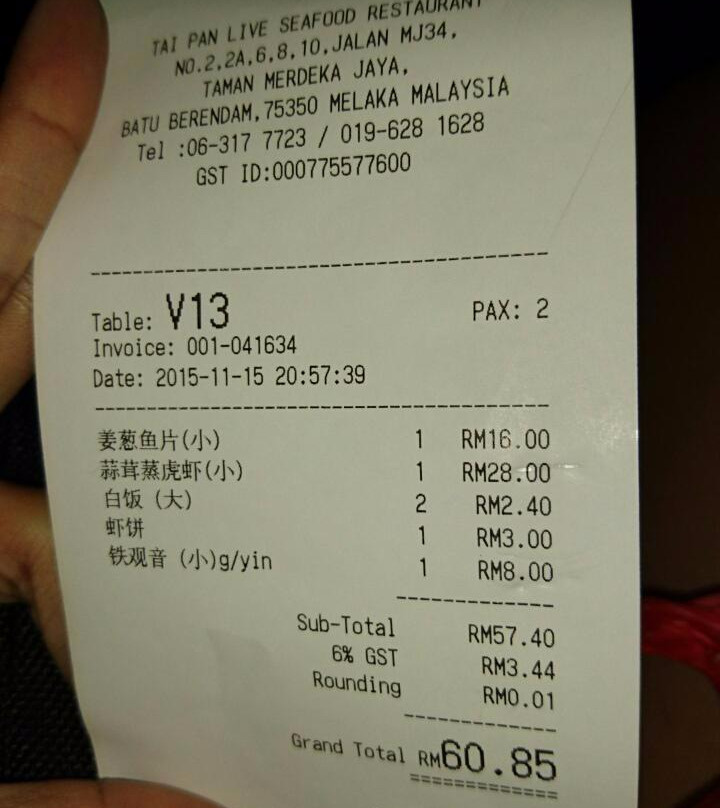 TAI PAN LIVE SEAFOOD RESTAURANT
NO.2,2A,6,8,10,JALAN MJ34,
TAMAN MERDEKA JAYA,
BATU BERENDAM,75350 MELAKA MALAYSIA
Tel :06-317 7723 / 019-628 1628
GST ID:000775577600
Table: V13 PAX: 2
Invoice: 001-041634
Date: 2015-11-15 20:57:39
姜葱鱼片(小) 1 RM16.00
蒜茸蒸虎虾(小) 1 RM28.00
白饭 (大) 2 RM2.40
虾饼 1 RM3.00
铁观音 (小)g/yin 1 RM8.00
Sub-Total RM57.40
6% GST RM3.44
Rounding RM0.01
Grand Total RM60.85